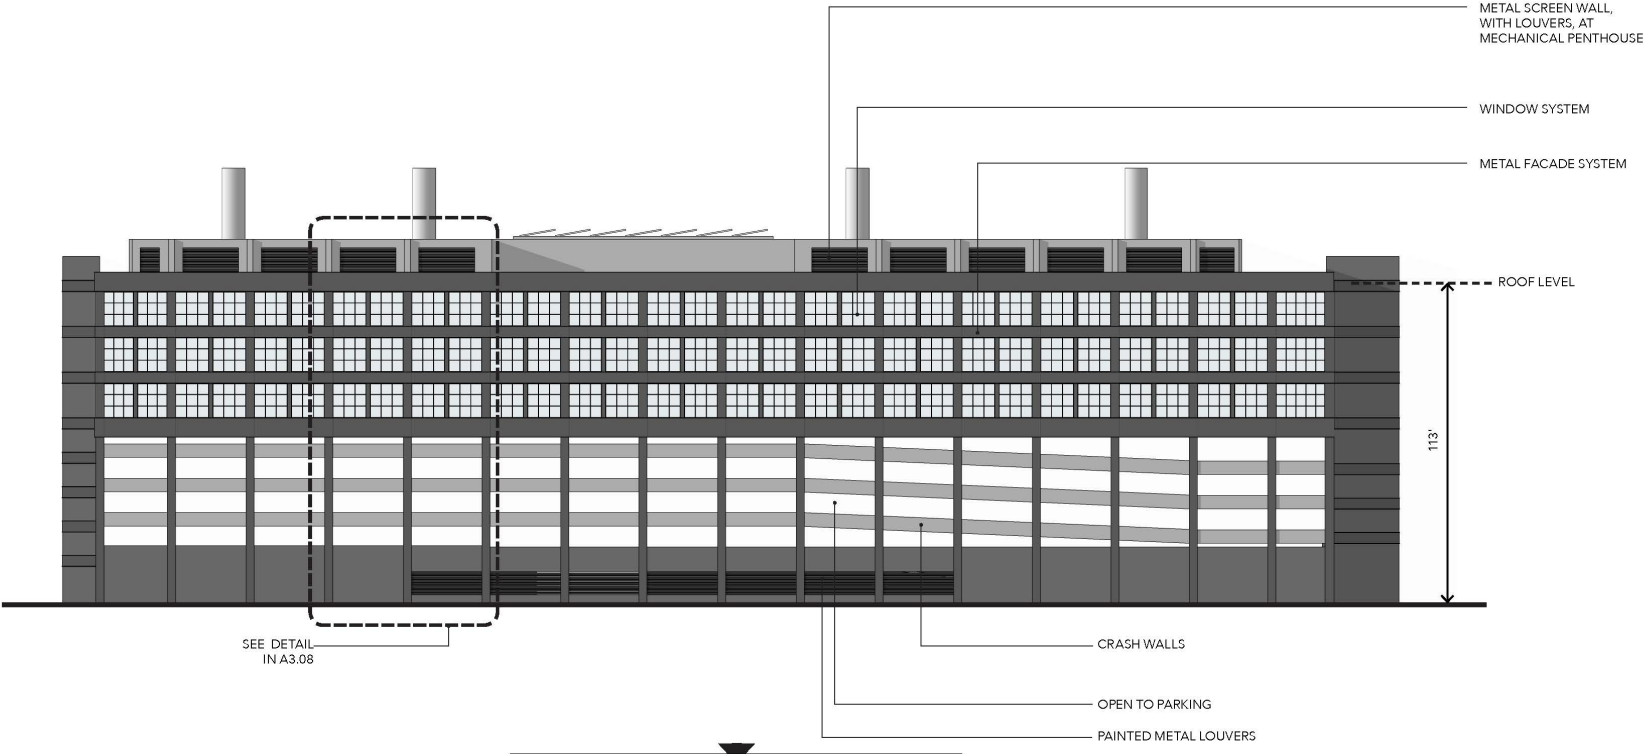 METAL SCREEN WALL,
WITH LOUVERS, AT
MECHANICAL PENTHOUSE
WINDOW SYSTEM
METAL FACADE SYSTEM
ROOF LEVEL
113'
SEE DETAIL
IN A3.08
CRASH WALLS
OPEN TO PARKING
PAINTED METAL LOUVERS